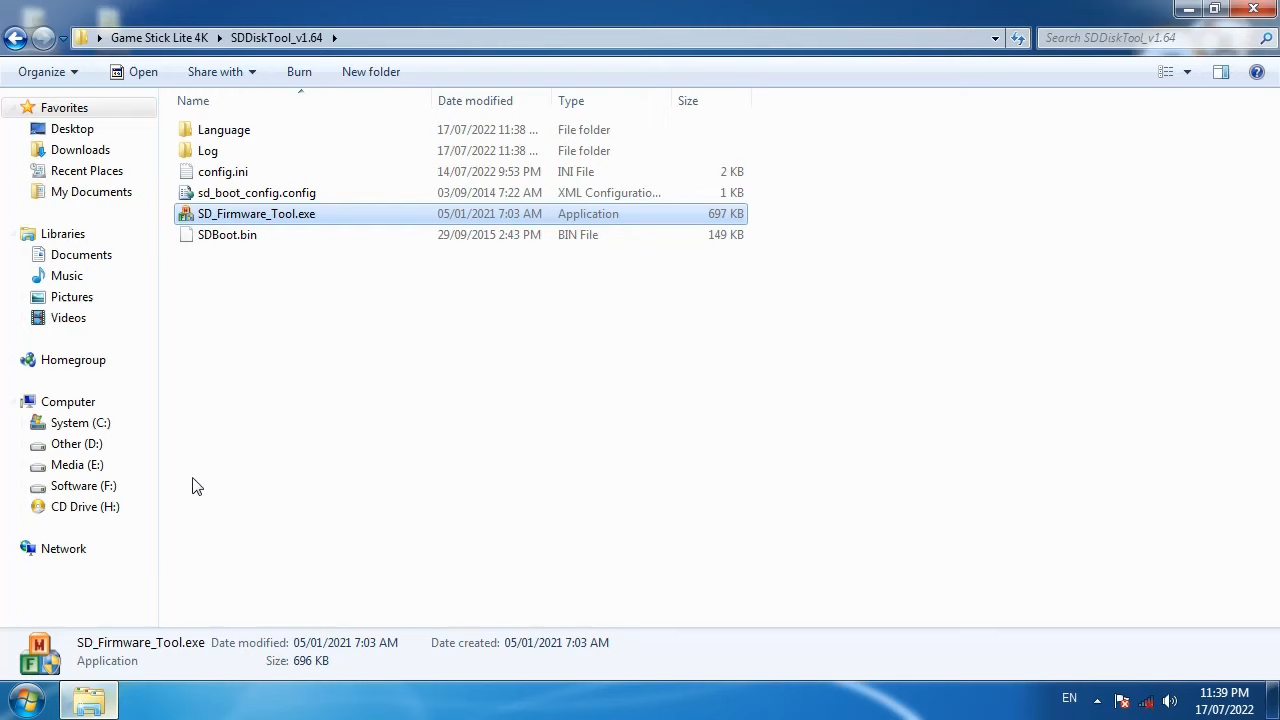 Game Stick Lite 4K SDDiskTool_v1.64 Search SDDiskTool_v1.64
Organize Open Share with Burn New folder
Name Date modified Type Size
Favorites
Desktop
Downloads
Recent Places
My Documents
Libraries
Documents
Music
Pictures
Videos
Homegroup
Computer
System (C:)
Other (D:)
Media (E:)
Software (F:)
CD Drive (H:)
Network
Language 17/07/2022 11:38 ... File folder
Log 17/07/2022 11:38 ... File folder
config.ini 14/07/2022 9:53 PM INI File 2 KB
sd_boot_config.config 03/09/2014 7:22 AM XML Configuratio... 1 KB
SD_Firmware_Tool.exe 05/01/2021 7:03 AM Application 697 KB
SDBoot.bin 29/09/2015 2:43 PM BIN File 149 KB
SD_Firmware_Tool.exe Date modified: 05/01/2021 7:03 AM Date created: 05/01/2021 7:03 AM
Application Size: 696 KB
EN 11:39 PM
17/07/2022